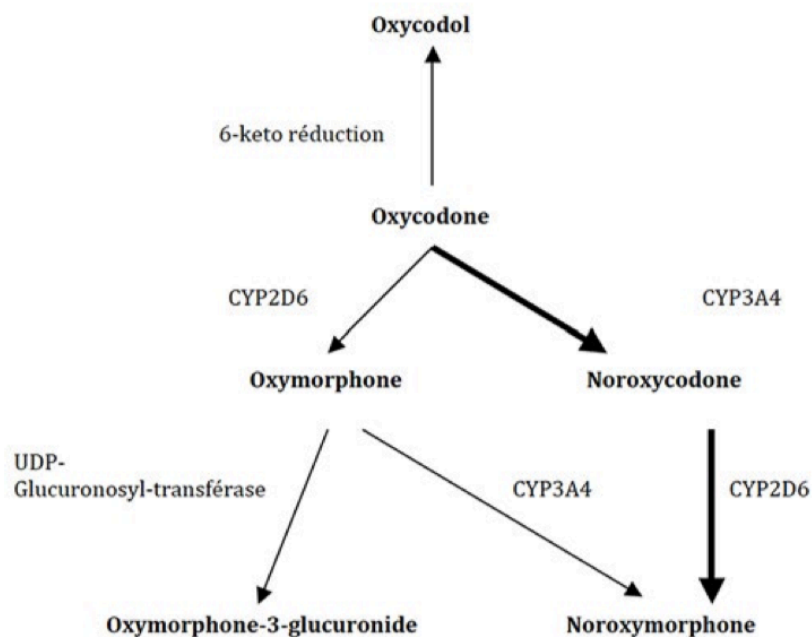 Oxycodol
6-keto réduction
Oxycodone
CYP2D6
CYP3A4
Oxymorphone
Noroxycodone
UDP-
Glucuronosyl-transférase
CYP3A4
CYP2D6
Oxymorphone-3-glucuronide
Noroxymorphone